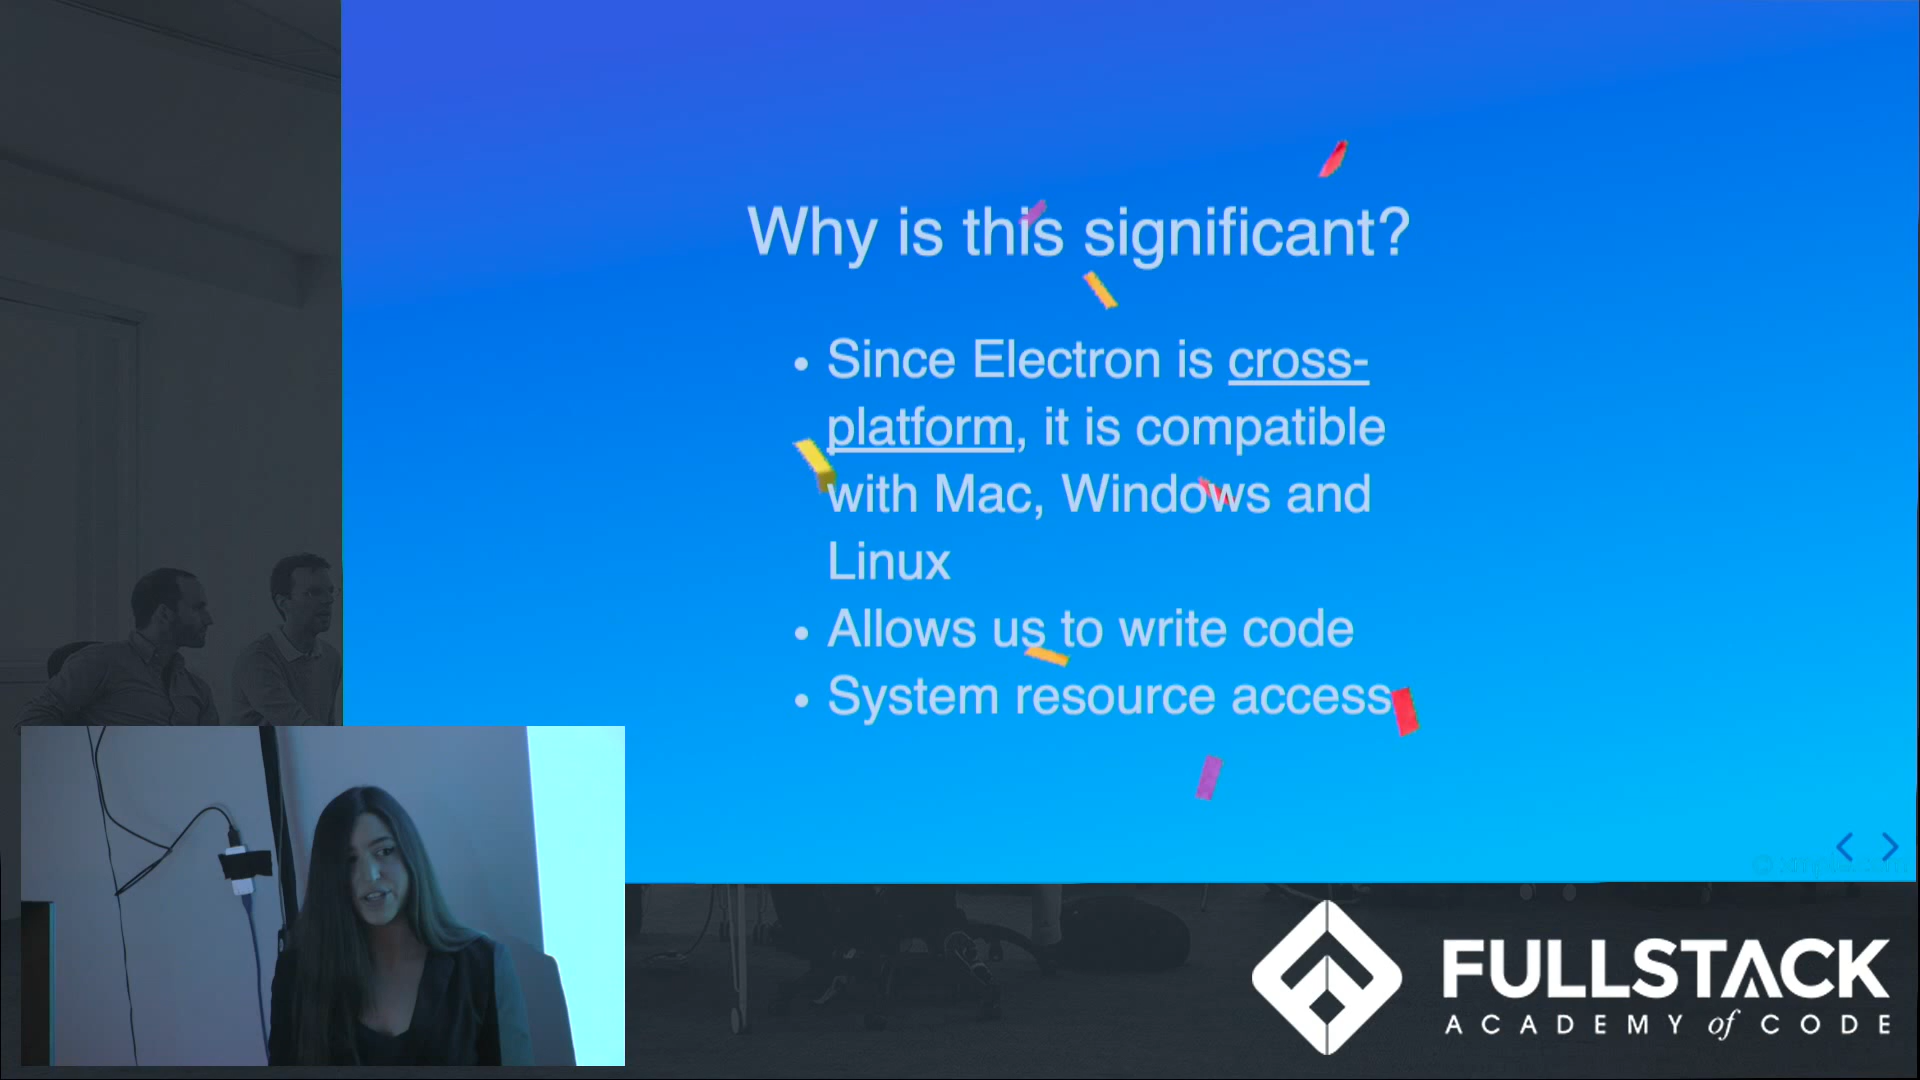 Why is this significant?
• Since Electron is cross-
platform, it is compatible
with Mac, Windows and
Linux
• Allows us to write code
• System resource access
FULLSTACK
ACADEMY of CODE